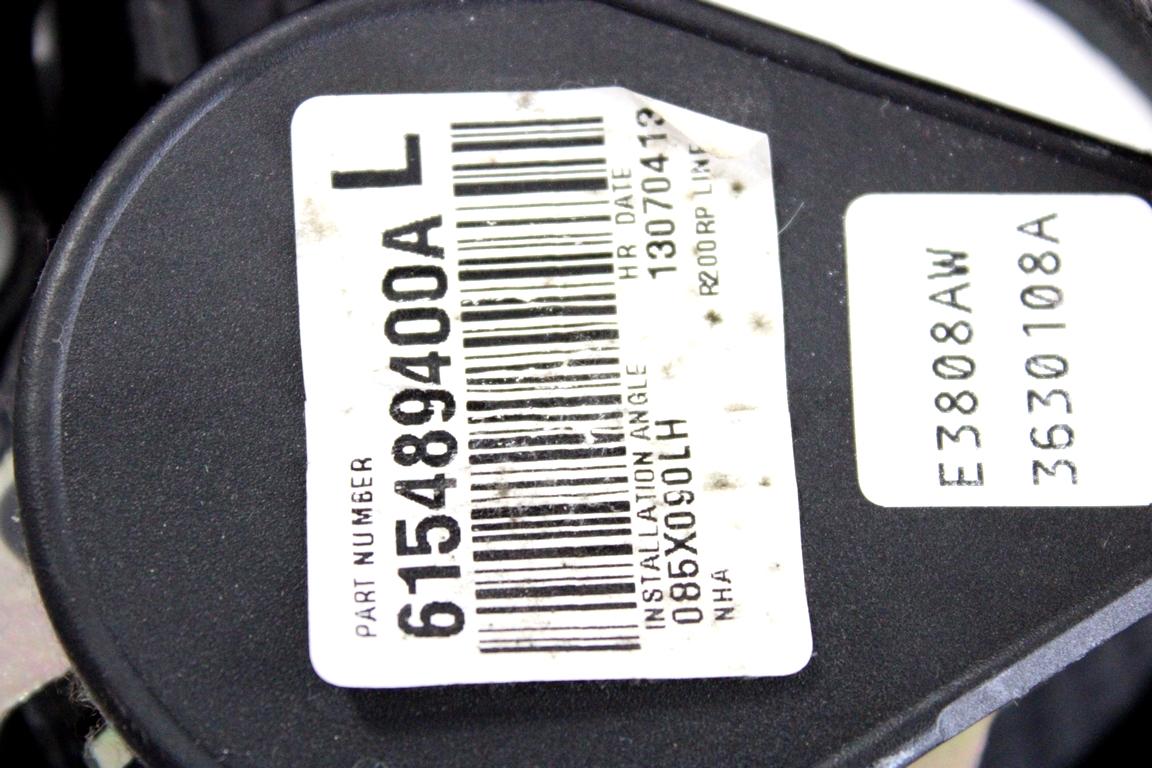 PART NUMBER
615489400A L
HR DATE
13070413
INSTALLATION ANGLE
085X090LH
R200RP LINE
NHA
E3808AW
3630108A